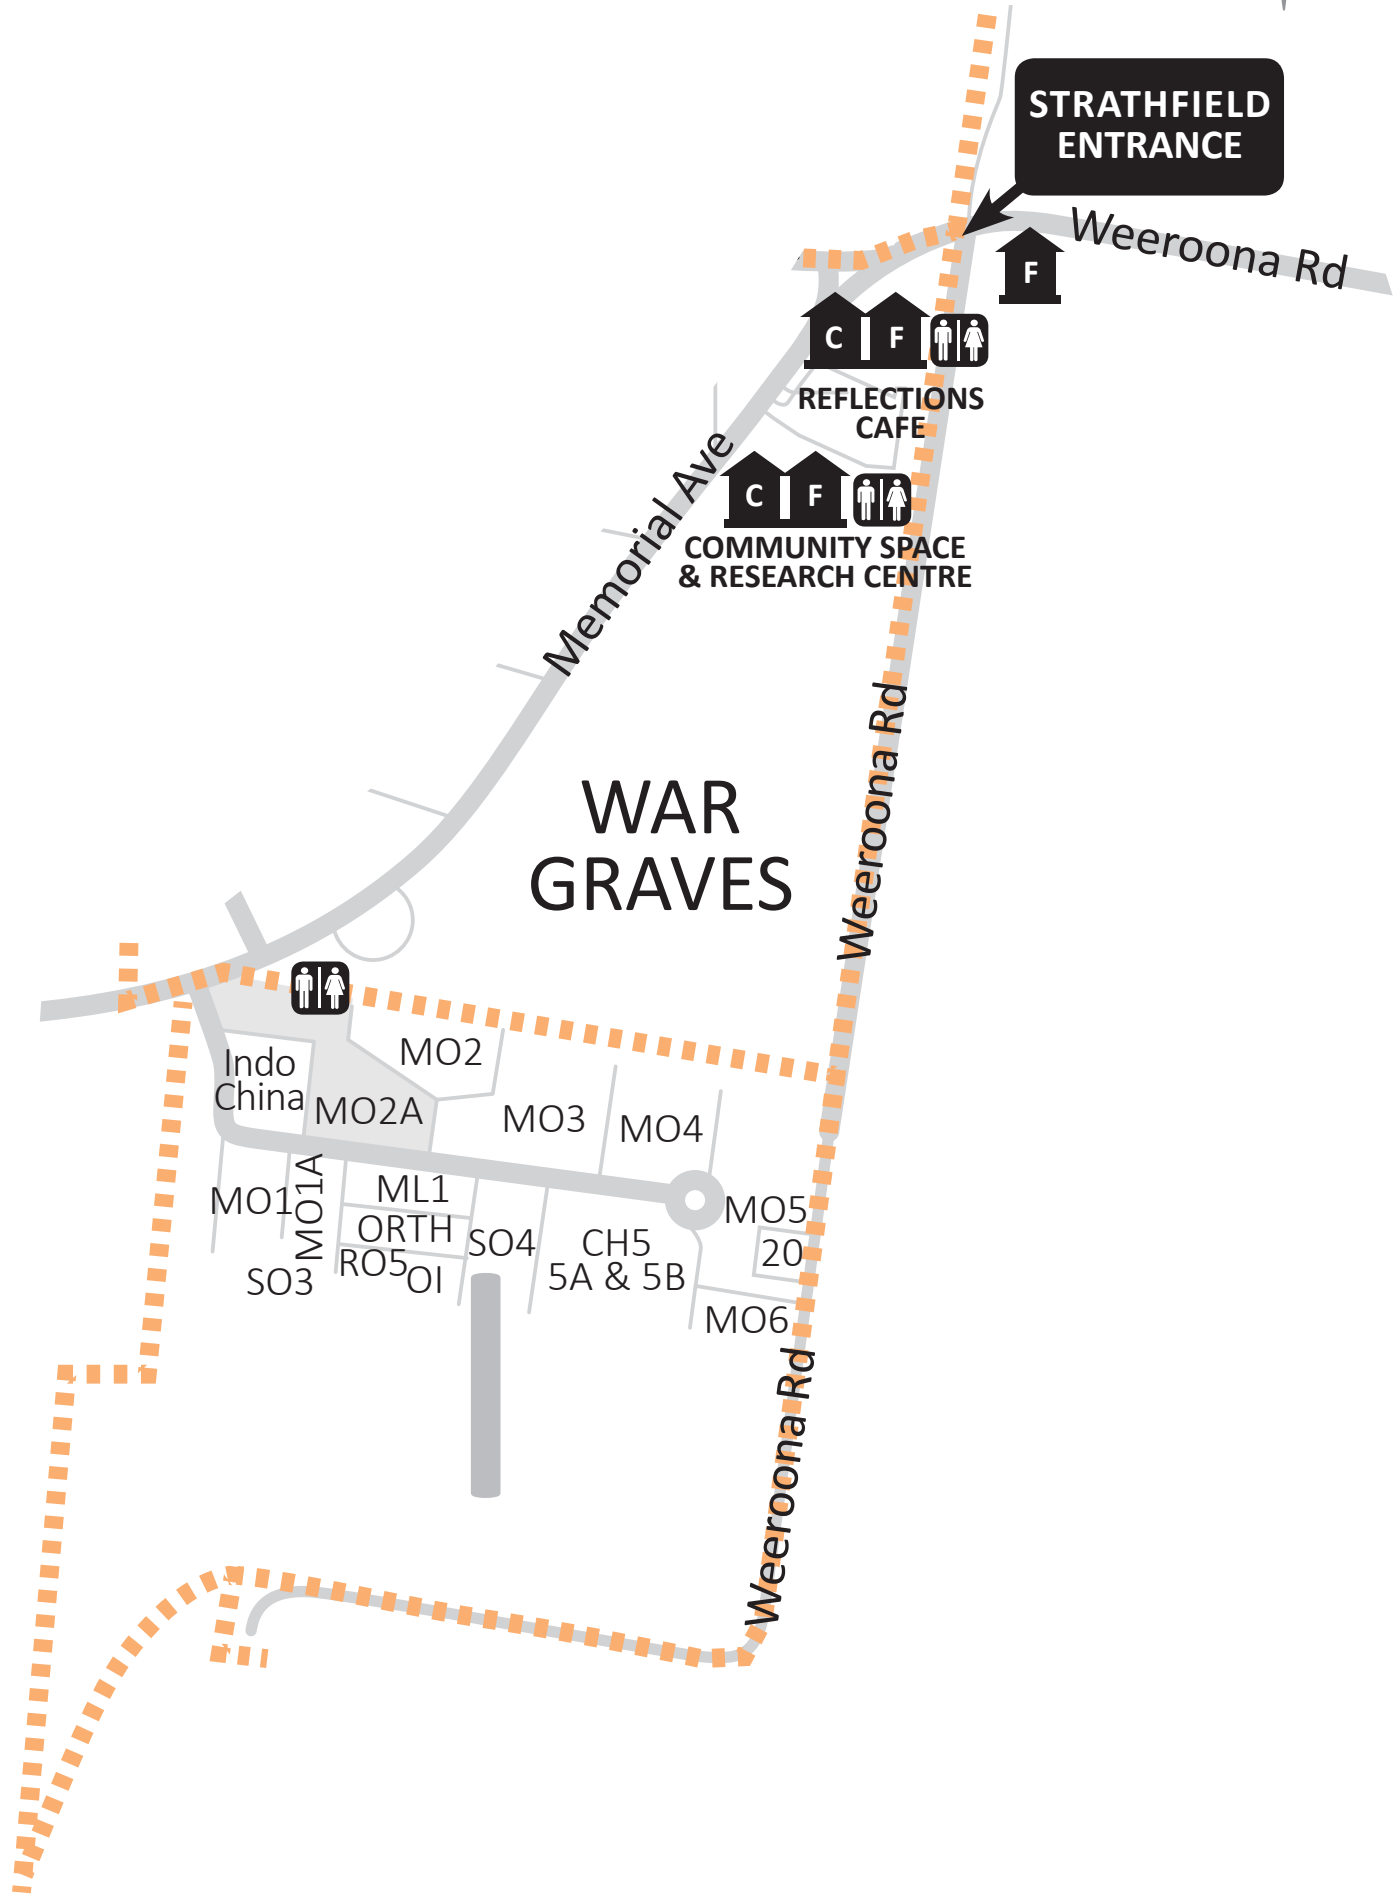 STRATHFIELD
ENTRANCE
Weeroona Rd
F
C
F
REFLECTIONS
CAFE
Memorial Ave
C
F
COMMUNITY SPACE
& RESEARCH CENTRE
Weeroona Rd
WAR
GRAVES
Indo
China
MO2
MO2A
MO3
MO4
MO1
MO1A
ML1
ORTH
RO5
OI
SO3
SO4
CH5
5A & 5B
MO5
20
MO6
Weeroona Rd